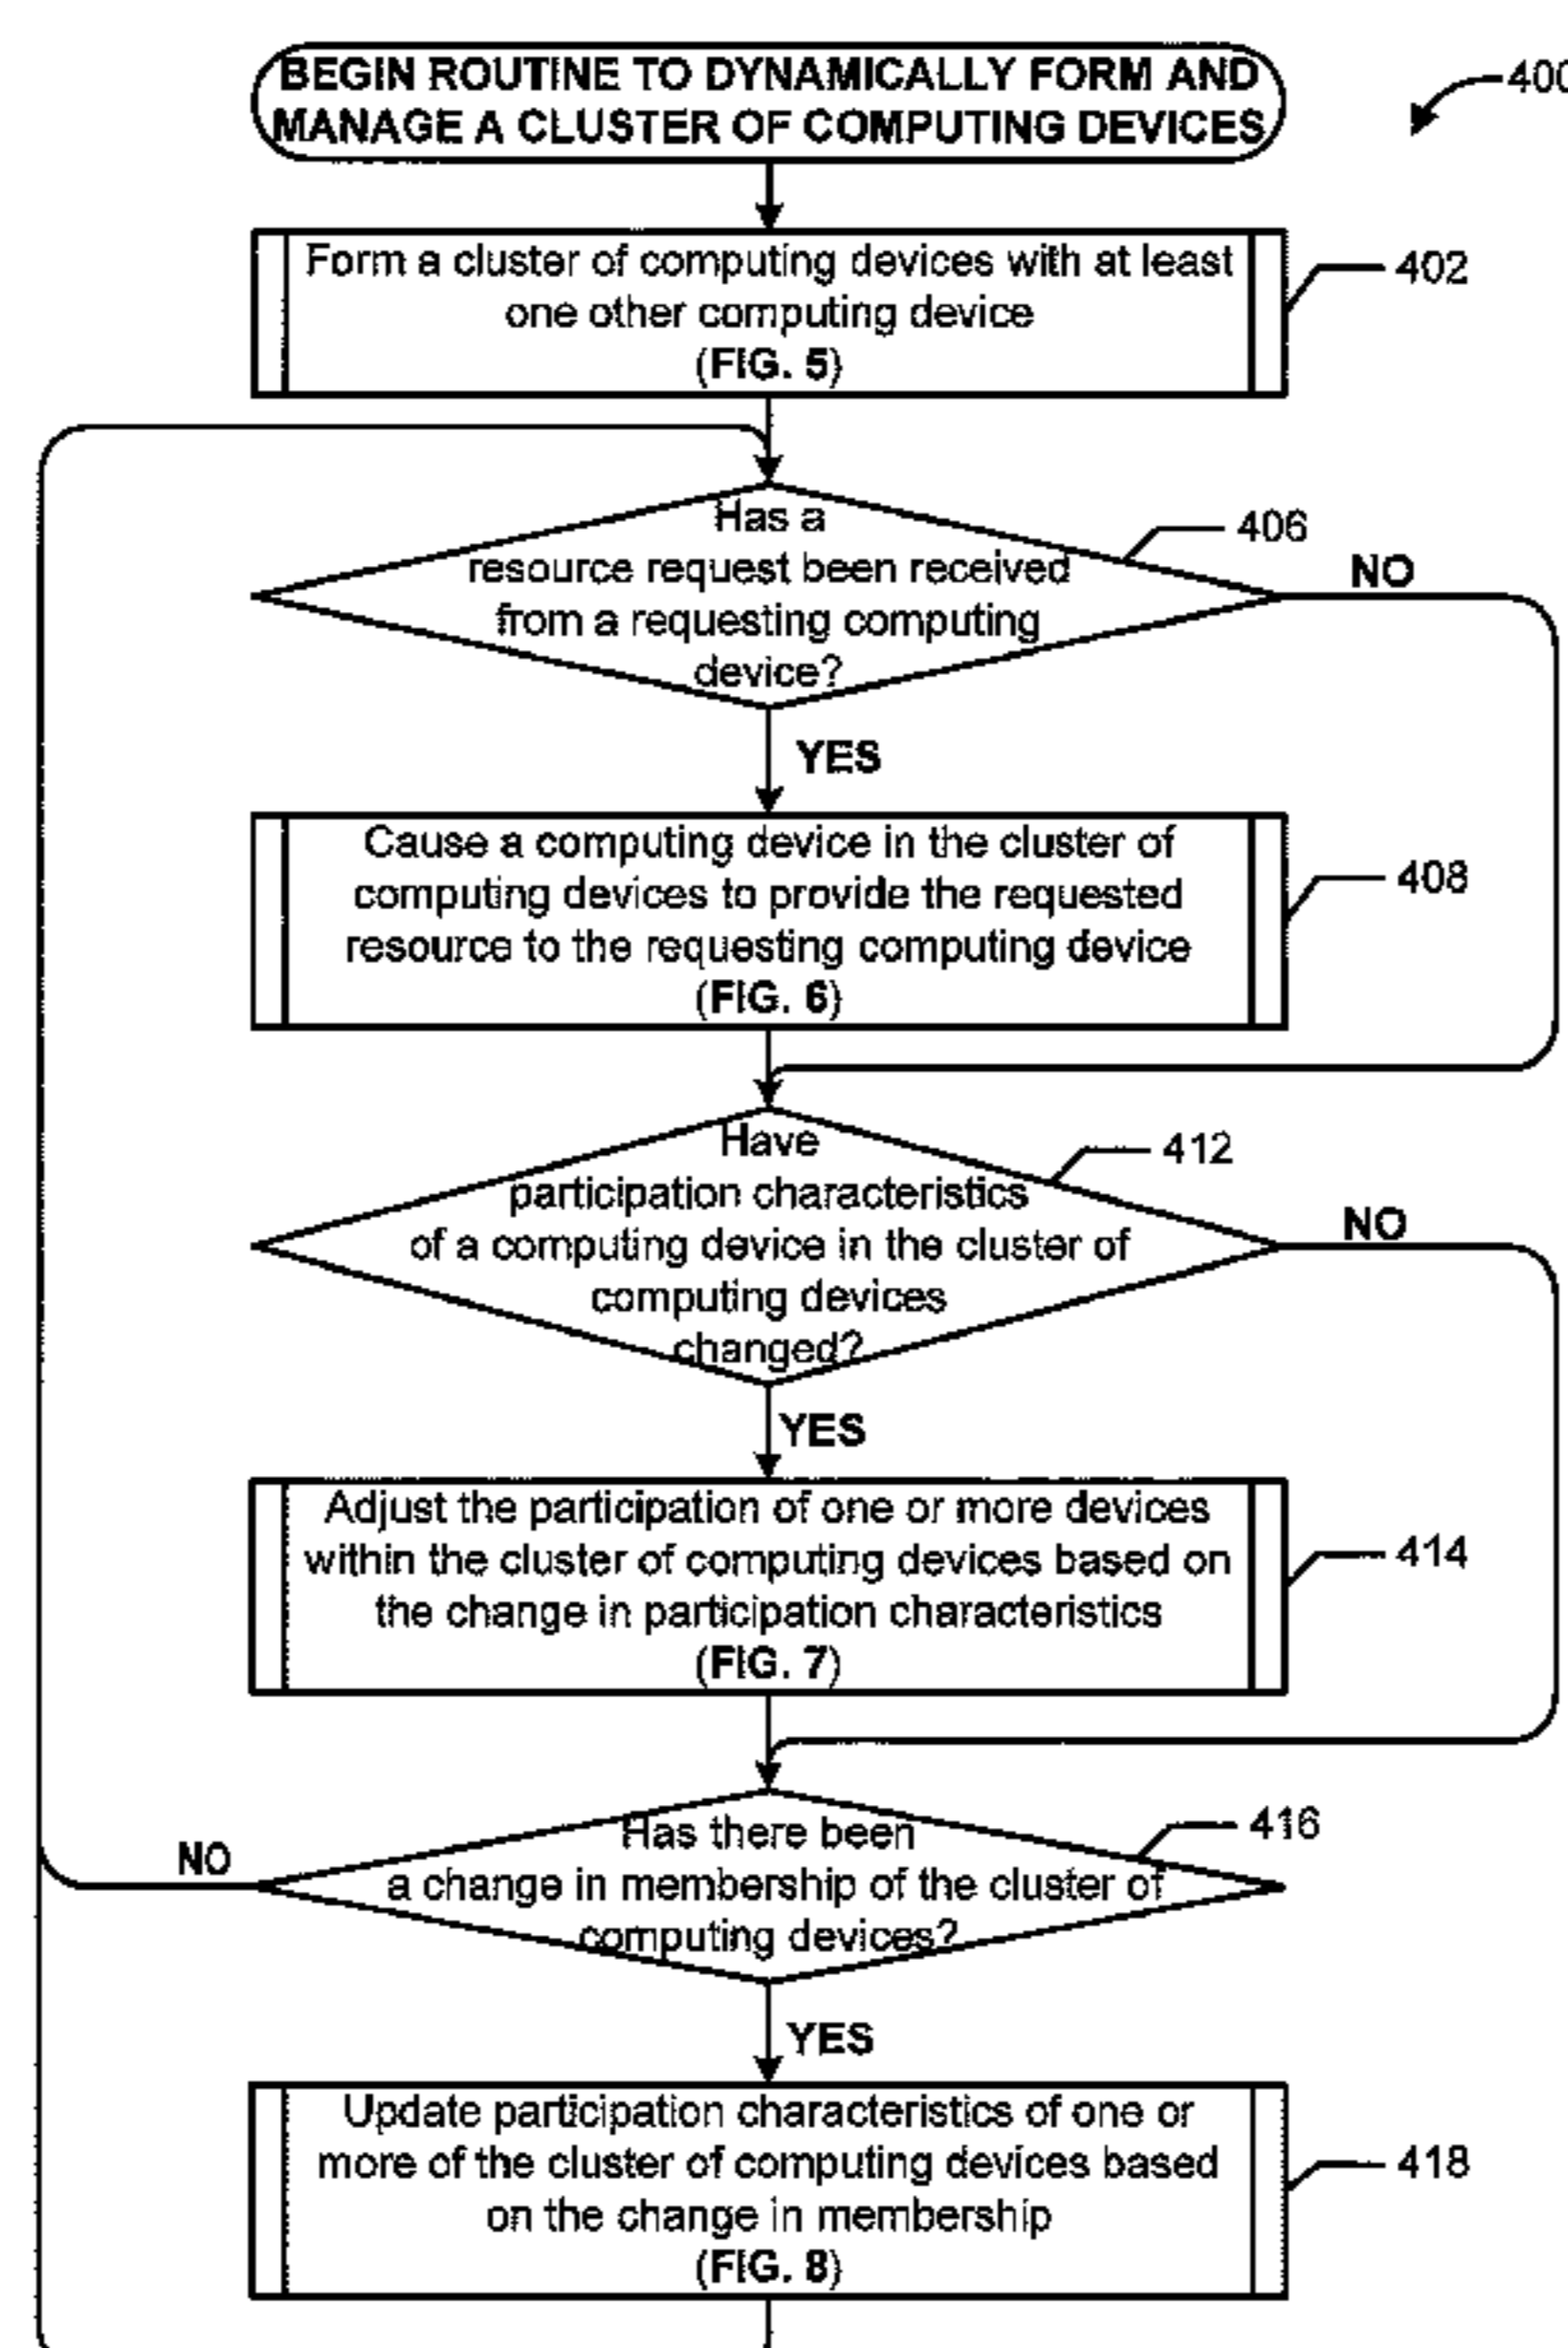 BEGIN ROUTINE TO DYNAMICALLY FORM AND
MANAGE A CLUSTER OF COMPUTING DEVICES
400
Form a cluster of computing devices with at least
one other computing device
(FIG. 5)
402
Has a
resource request been received
from a requesting computing
device?
406
NO
YES
Cause a computing device in the cluster of
computing devices to provide the requested
resource to the requesting computing device
(FIG. 6)
408
Have
participation characteristics
of a computing device in the cluster of
computing devices
changed?
412
NO
YES
Adjust the participation of one or more devices
within the cluster of computing devices based on
the change in participation characteristics
(FIG. 7)
414
Has there been
a change in membership of the cluster of
computing devices?
416
NO
YES
Update participation characteristics of one or
more of the cluster of computing devices based
on the change in membership
(FIG. 8)
418